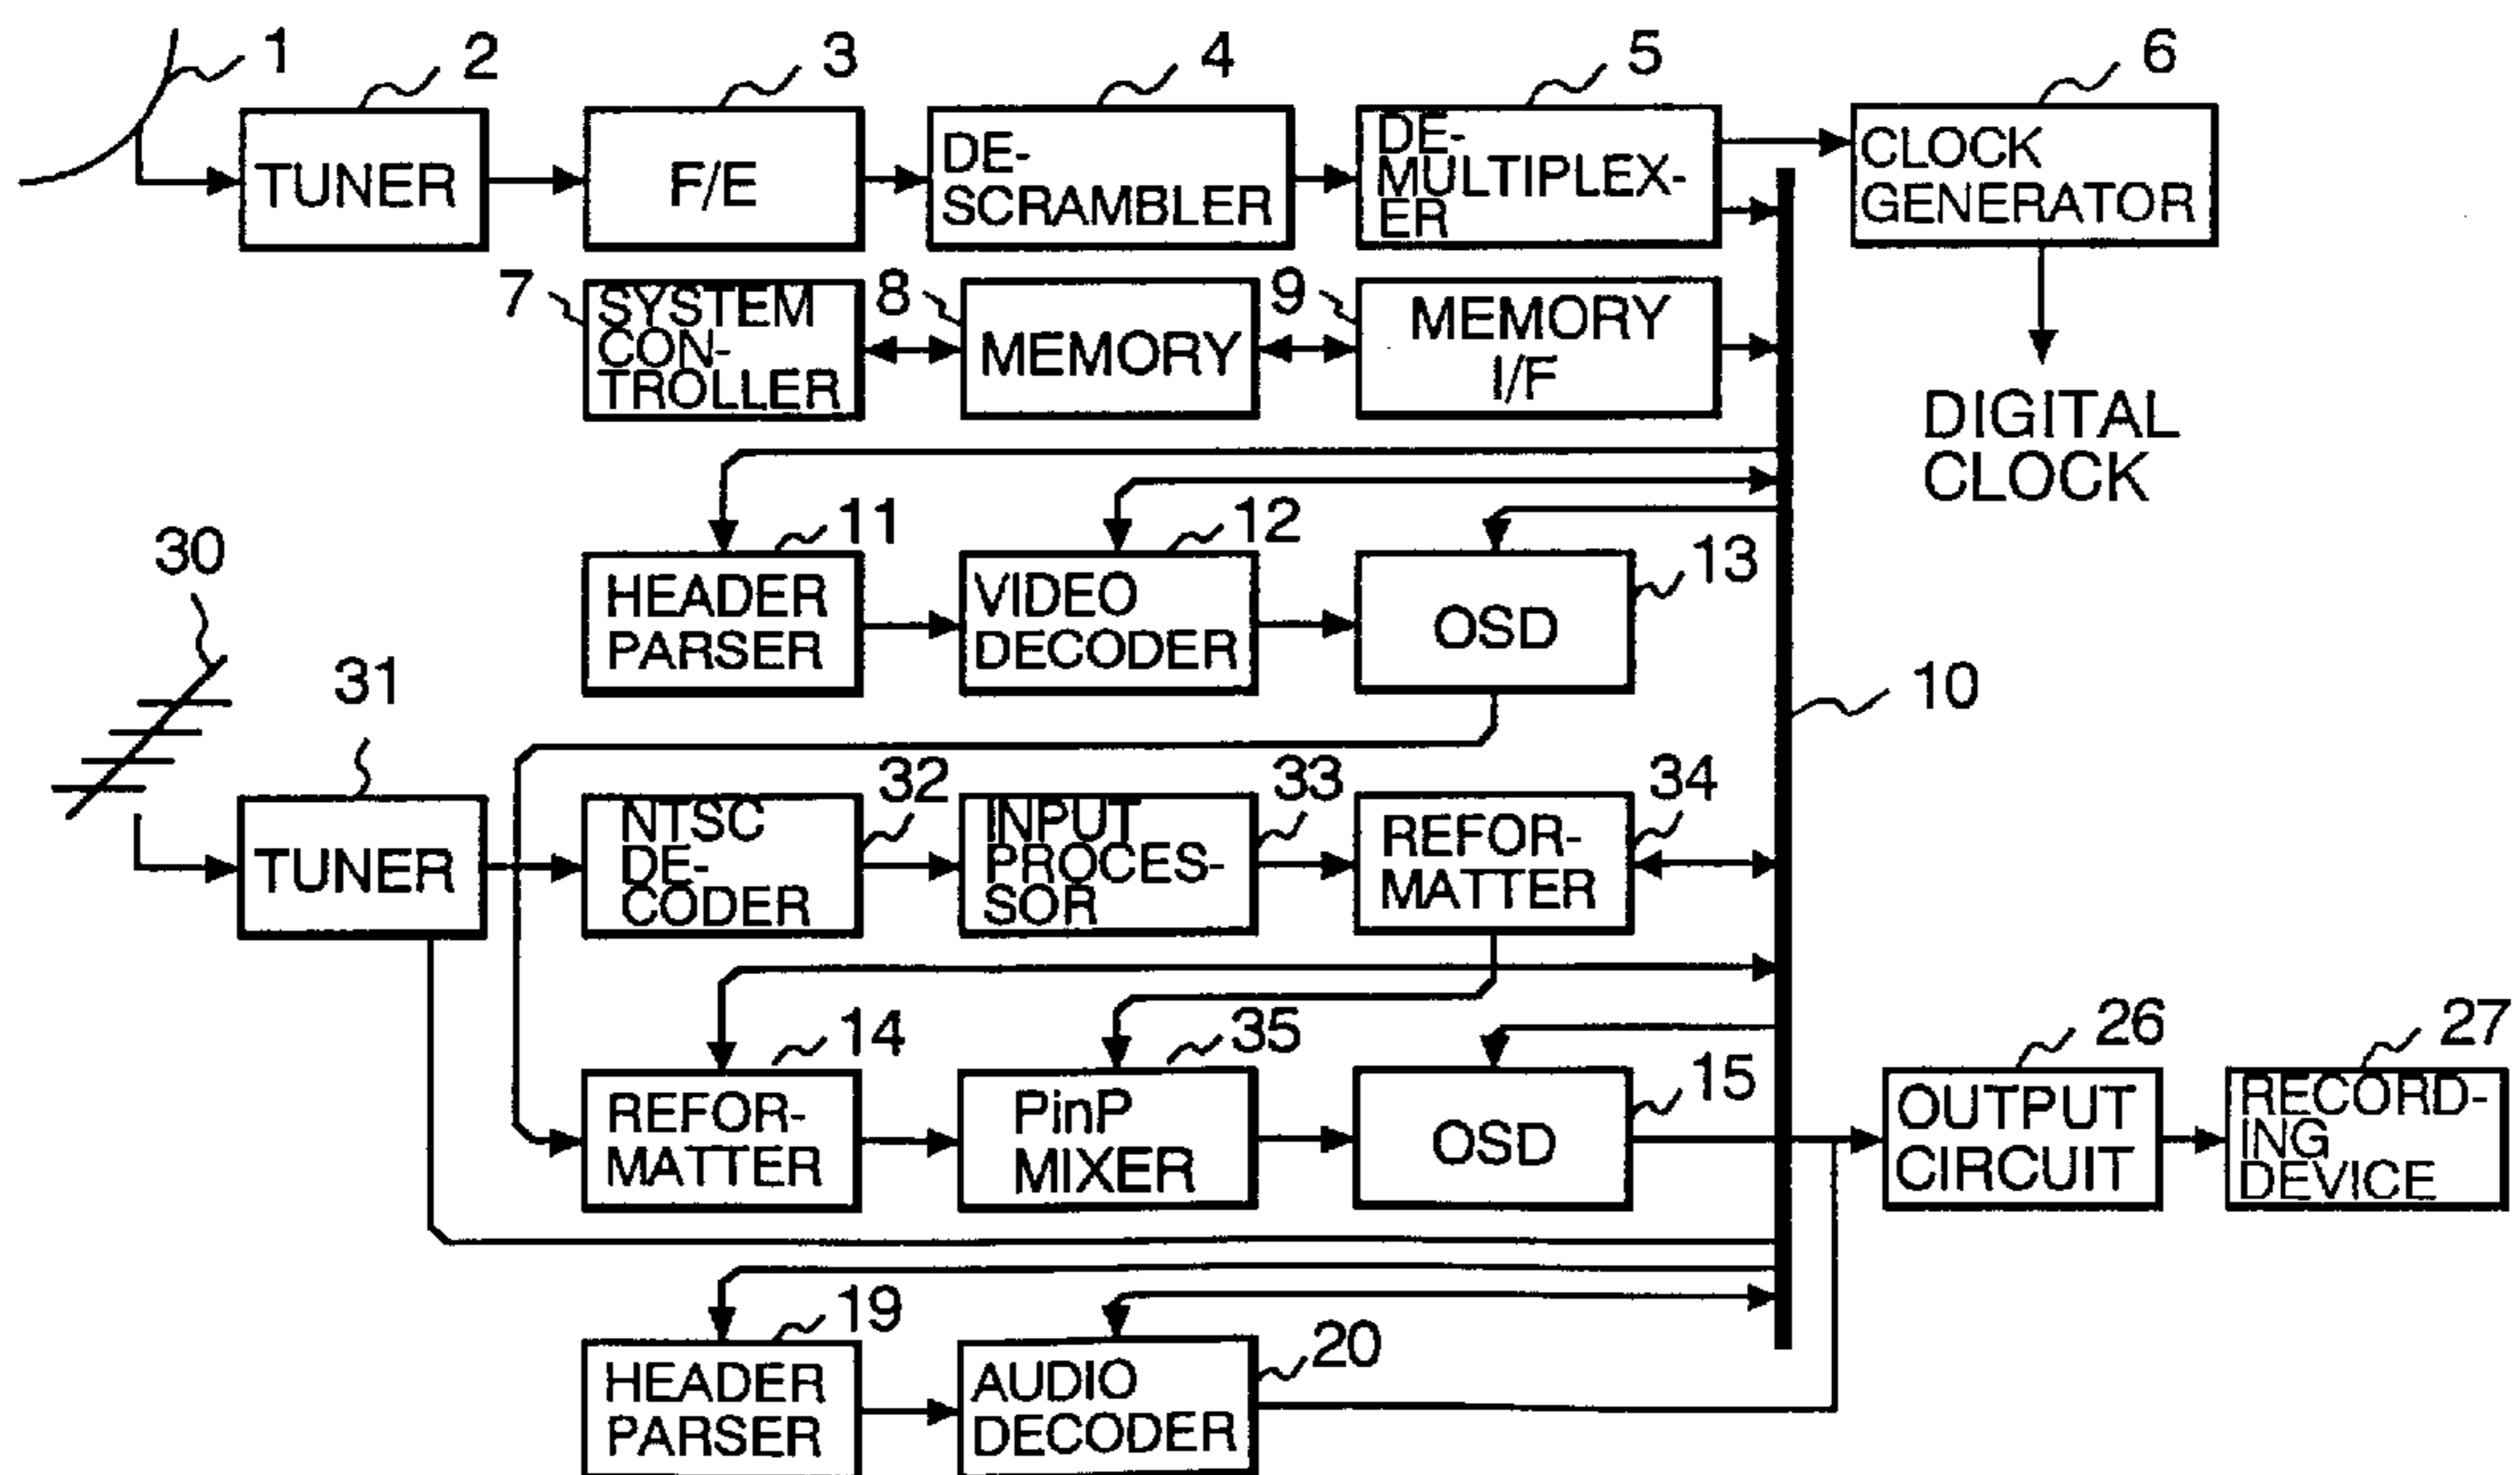 1
2
3
4
5
6
TUNER
F/E
DE-
SCRAMBLER
DE-
MULTIPLEX-
ER
CLOCK
GENERATOR
7
8
9
SYSTEM
CON-
TROLLER
MEMORY
MEMORY
I/F
DIGITAL
CLOCK
11
12
13
30
HEADER
PARSER
VIDEO
DECODER
OSD
10
31
32
33
34
TUNER
NTSC
DE-
CODER
INPUT
PROCES-
SOR
REFOR-
MATTER
14
35
15
26
27
REFOR-
MATTER
PinP
MIXER
OSD
OUTPUT
CIRCUIT
RECORD-
ING
DEVICE
19
20
HEADER
PARSER
AUDIO
DECODER